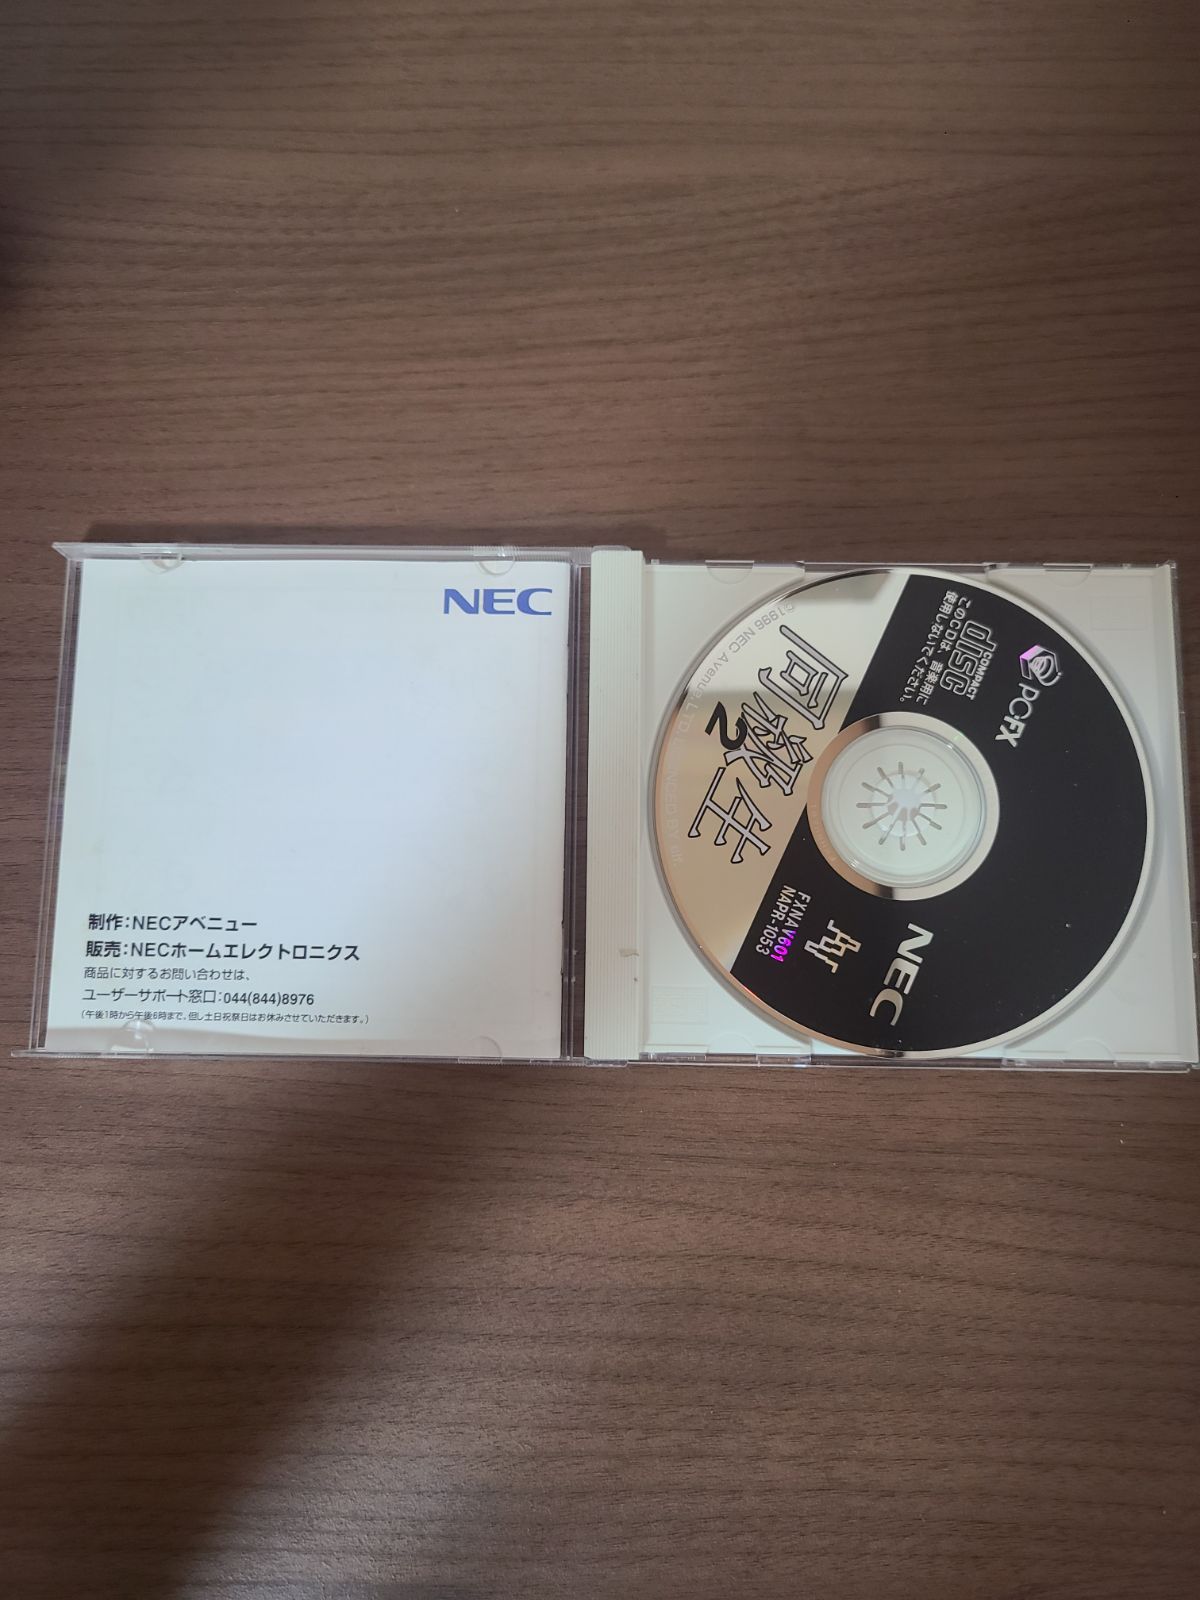 NEC
制作：NECアベニュー
販売：NECホームエレクトロニクス
商品に対するお問い合わせは、
ユーザーサポート窓口：044(844)8976
（午後1時から午後6時まで。但し土日祝祭日はお休みさせていただきます。）
PC-FX
COMPACT
disc
このCDは、音楽用に
使用しないでください。
同級生
2
©1996 NEC Avenue, LTD. LICENCED BY elf.
NEC
FXNAV601
NAPR-1053